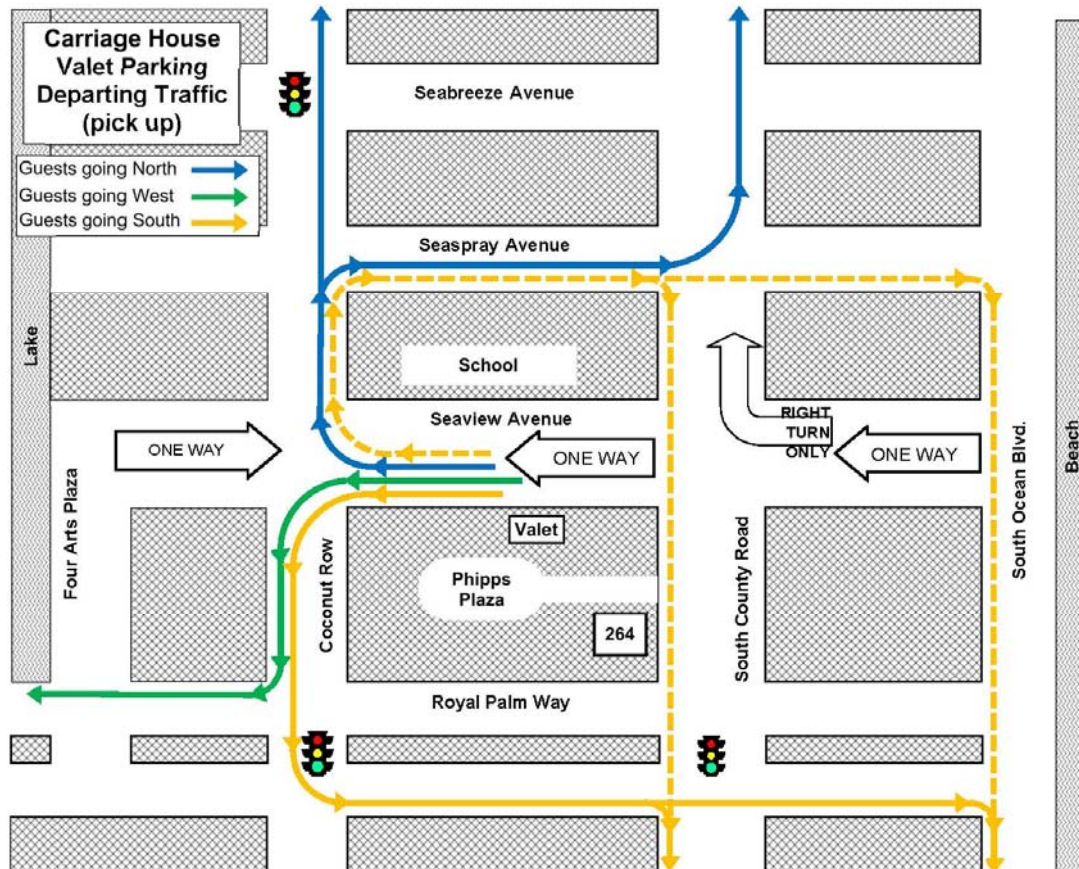 Carriage House
Valet Parking
Departing Traffic
(pick up)
Guests going North
Guests going West
Guests going South
Seabreeze Avenue
Seaspray Avenue
School
Seaview Avenue
Lake
Four Arts Plaza
ONE WAY
ONE WAY
RIGHT
TURN
ONLY
ONE WAY
Valet
Phipps
Plaza
264
Coconut Row
South County Road
South Ocean Blvd.
Beach
Royal Palm Way